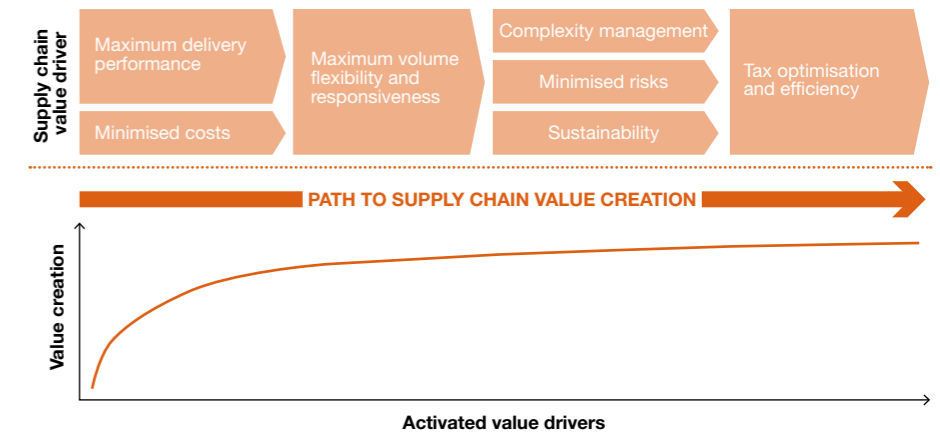 Supply chain
value driver
Maximum delivery
performance
Minimised costs
Maximum volume
flexibility and
responsiveness
Complexity management
Minimised risks
Sustainability
Tax optimisation
and efficiency
PATH TO SUPPLY CHAIN VALUE CREATION
Value creation
Activated value drivers